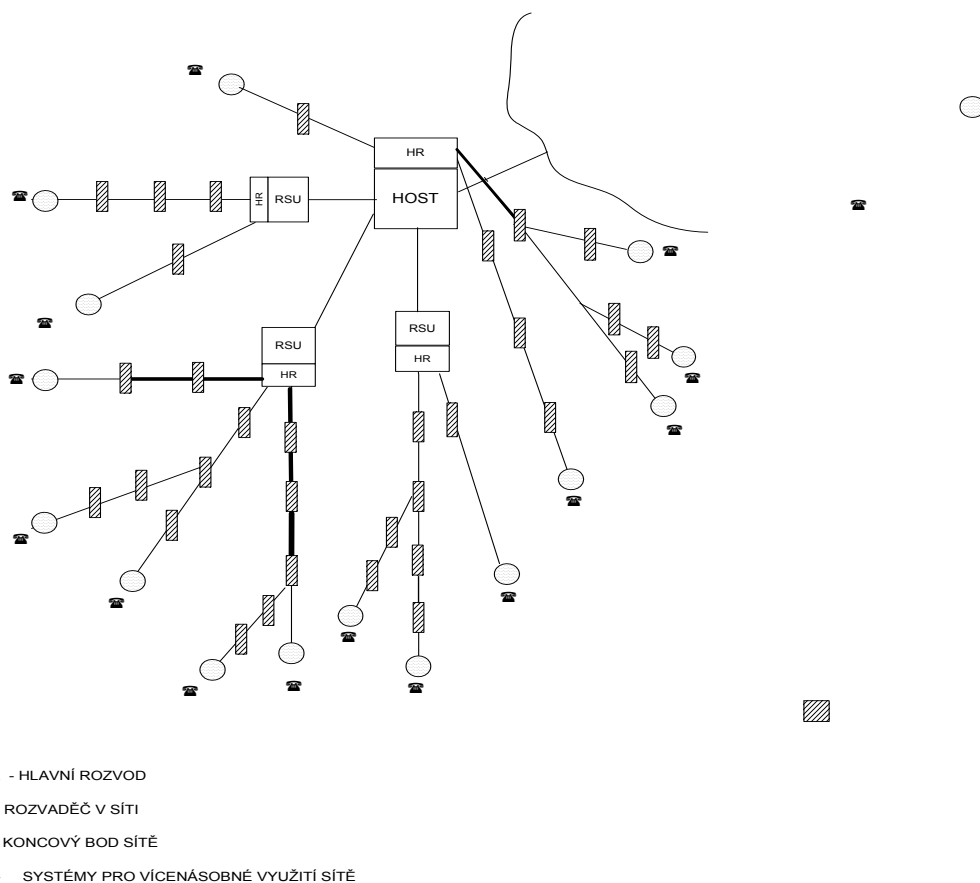 HR
HOST
HR
RSU
RSU
HR
RSU
HR
- HLAVNÍ ROZVOD
ROZVADĚČ V SÍTI
KONCOVÝ BOD SÍTĚ
SYSTÉMY PRO VÍCENÁSOBNÉ VYUŽITÍ SÍTĚ